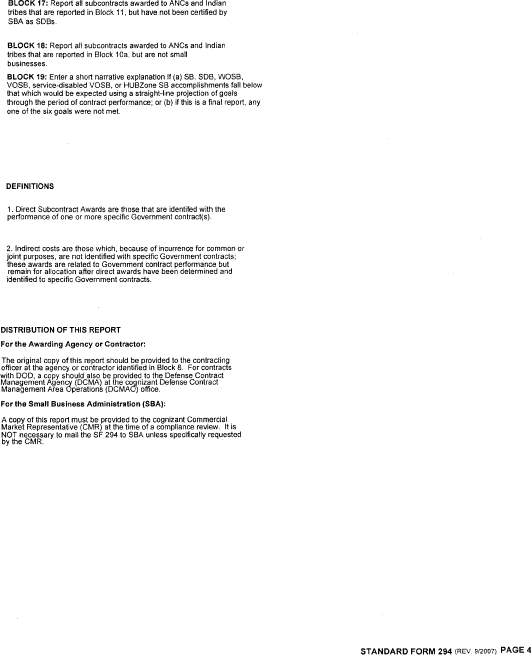 BLOCK 17: Report all subcontracts awarded to ANCs and Indian
tribes that are reported in Block 11, but have not been certified by
SBA as SDBs.
BLOCK 18: Report all subcontracts awarded to ANCs and Indian
tribes that are reported in Block 10a, but are not small
businesses.
BLOCK 19: Enter a short narrative explanation if (a) SB, SDB, WOSB,
VOSB, service-disabled VOSB, or HUBZone SB accomplishments fall below
that which would be expected using a straight-line projection of goals
through the period of contract performance; or (b) if this is a final report, any
one of the six goals were not met.
DEFINITIONS
1. Direct Subcontract Awards are those that are identifed with the
performance of one or more specific Government contract(s).
2. Indirect costs are those which, because of incurrence for common or
joint purposes, are not identified with specific Government contracts;
these awards are related to Government contract performance but
remain for allocation after direct awards have been determined and
identified to specific Government contracts.
DISTRIBUTION OF THIS REPORT
For the Awarding Agency or Contractor:
The original copy of this report should be provided to the contracting
officer at the agency or contractor identified in Block 8. For contracts
with DOD, a copy should also be provided to the Defense Contract
Management Agency (DCMA) at the cognizant Defense Contract
Management Area Operations (DCMAO) office.
For the Small Business Administration (SBA):
A copy of this report must be provided to the cognizant Commercial
Market Representative (CMR) at the time of a compliance review. It is
NOT necessary to mail the SF 294 to SBA unless specifically requested
by the CMR.
STANDARD FORM 294 (REV. 9/2007) PAGE 4